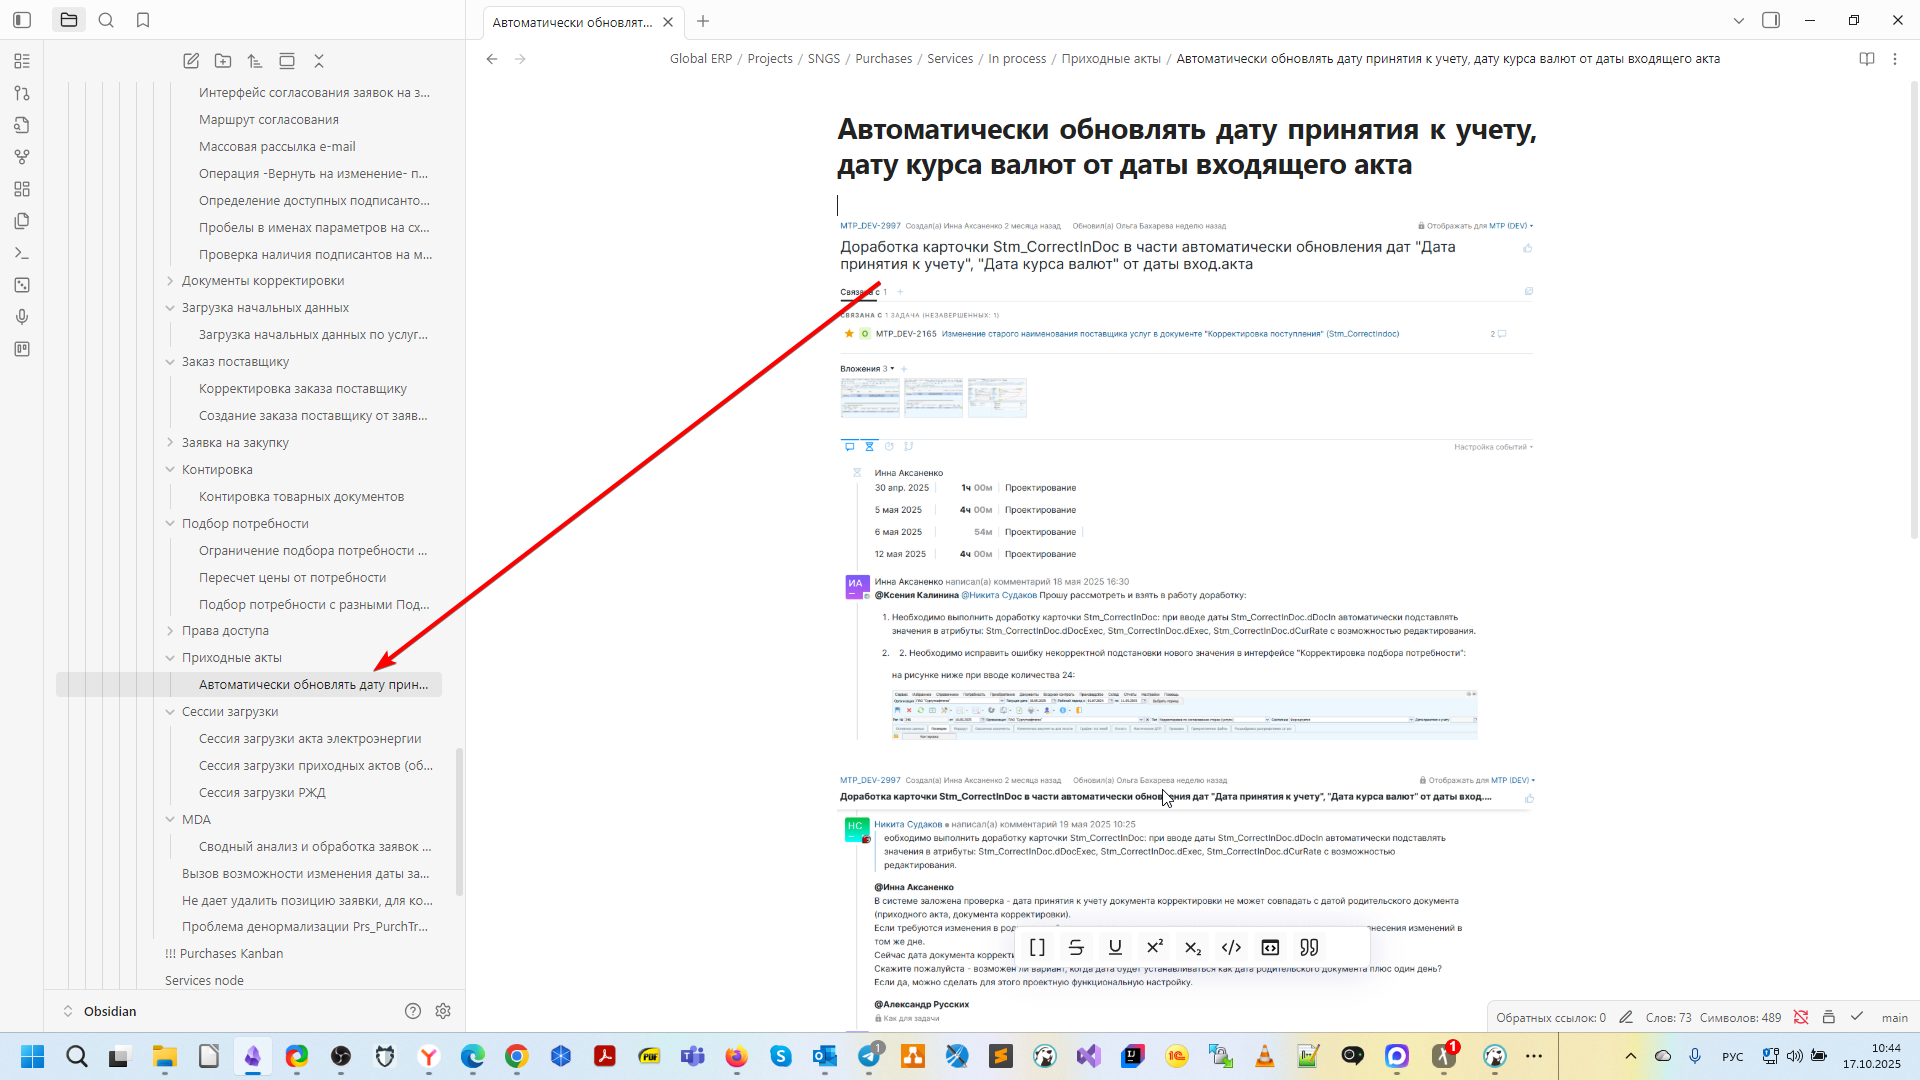 Автоматически обновлят...
Global ERP / Projects / SNGS / Purchases / Services / In process / Приходные акты / Автоматически обновлять дату принятия к учету, дату курса валют от даты входящего акта
Интерфейс согласования заявок на з...
Маршрут согласования
Массовая рассылка e-mail
Операция -Вернуть на изменение- п...
Определение доступных подписанто...
Пробелы в именах параметров на сх...
Проверка наличия подписантов на м...
Документы корректировки
Загрузка начальных данных
Загрузка начальных данных по услуг...
Заказ поставщику
Корректировка заказа поставщику
Создание заказа поставщику от заяв...
Заявка на закупку
Контировка
Контировка товарных документов
Подбор потребности
Ограничение подбора потребности ...
Пересчет цены от потребности
Подбор потребности с разными Под...
Права доступа
Приходные акты
Автоматически обновлять дату прин...
Сессии загрузки
Сессия загрузки акта электроэнергии
Сессия загрузки приходных актов (об...
Сессия загрузки РЖД
MDA
Сводный анализ и обработка заявок ...
Вызов возможности изменения даты за...
Не дает удалить позицию заявки, для ко...
Проблема денормализации Prs_PurchTr...
!!! Purchases Kanban
Services node
Obsidian
Автоматически обновлять дату принятия к учету,
дату курса валют от даты входящего акта
MTP_DEV-2997 Создал(а) Инна Аксаненко 2 месяца назад Обновил(а) Ольга Бахарева неделю назад Отображать для MTP (DEV)
Доработка карточки Stm_CorrectInDoc в части автоматически обновления дат "Дата
принятия к учету", "Дата курса валют" от даты вход.акта
с 1 +
СВЯЗАНА С 1 ЗАДАЧА (НЕЗАВЕРШЕННЫХ: 1)
О MTP_DEV-2165 Изменение старого наименования поставщика услуг в документе "Корректировка поступления" (Stm_CorrectIndoc) 2
Вложения 3 +
Настройка событий
Инна Аксаненко
30 апр. 2025 1ч 00м Проектирование
5 мая 2025 4ч 00м Проектирование
6 мая 2025 54м Проектирование
12 мая 2025 4ч 00м Проектирование
ИА
Инна Аксаненко написал(а) комментарий 18 мая 2025 16:30
@Ксения Калинина @Никита Судаков Прошу рассмотреть и взять в работу доработку:
1. Необходимо выполнить доработку карточки Stm_CorrectInDoc: при вводе даты Stm_CorrectInDoc.dDocIn автоматически подставлять
значения в атрибуты: Stm_CorrectInDoc.dDocExec, Stm_CorrectInDoc.dExec, Stm_CorrectInDoc.dCurRate с возможностью редактирования.
2. 2. Необходимо исправить ошибку некорректной подстановки нового значения в интерфейсе "Корректировка подбора потребности":
на рисунке ниже при вводе количества 24:
MTP_DEV-2997 Создал(а) Инна Аксаненко 2 месяца назад Обновил(а) Ольга Бахарева неделю назад Отображать для MTP (DEV)
Доработка карточки Stm_CorrectInDoc в части автоматически обновления дат "Дата принятия к учету", "Дата курса валют" от даты вход....
НС
Никита Судаков написал(а) комментарий 19 мая 2025 10:25
еобходимо выполнить доработку карточки Stm_CorrectInDoc: при вводе даты Stm_CorrectInDoc.dDocIn автоматически подставлять
значения в атрибуты: Stm_CorrectInDoc.dDocExec, Stm_CorrectInDoc.dExec, Stm_CorrectInDoc.dCurRate с возможностью
редактирования.
@Инна Аксаненко
В системе заложена проверка - дата принятия к учету документа корректировки не может совпадать с датой родительского документа
(приходного акта, документа корректировки).
Если требуются изменения в несения изменений в
том же дне.
Сейчас дата документа
Скажите пожалуйста - возможен ли вариант, когда дата будет устанавливаться как дата родительского документа плюс один день?
Если да, можно сделать для этого проектную функциональную настройку.
@Александр Русских
Как для задачи
Обратных ссылок: 0 Слов: 73 Символов: 489 main
РУС
10:44
17.10.2025